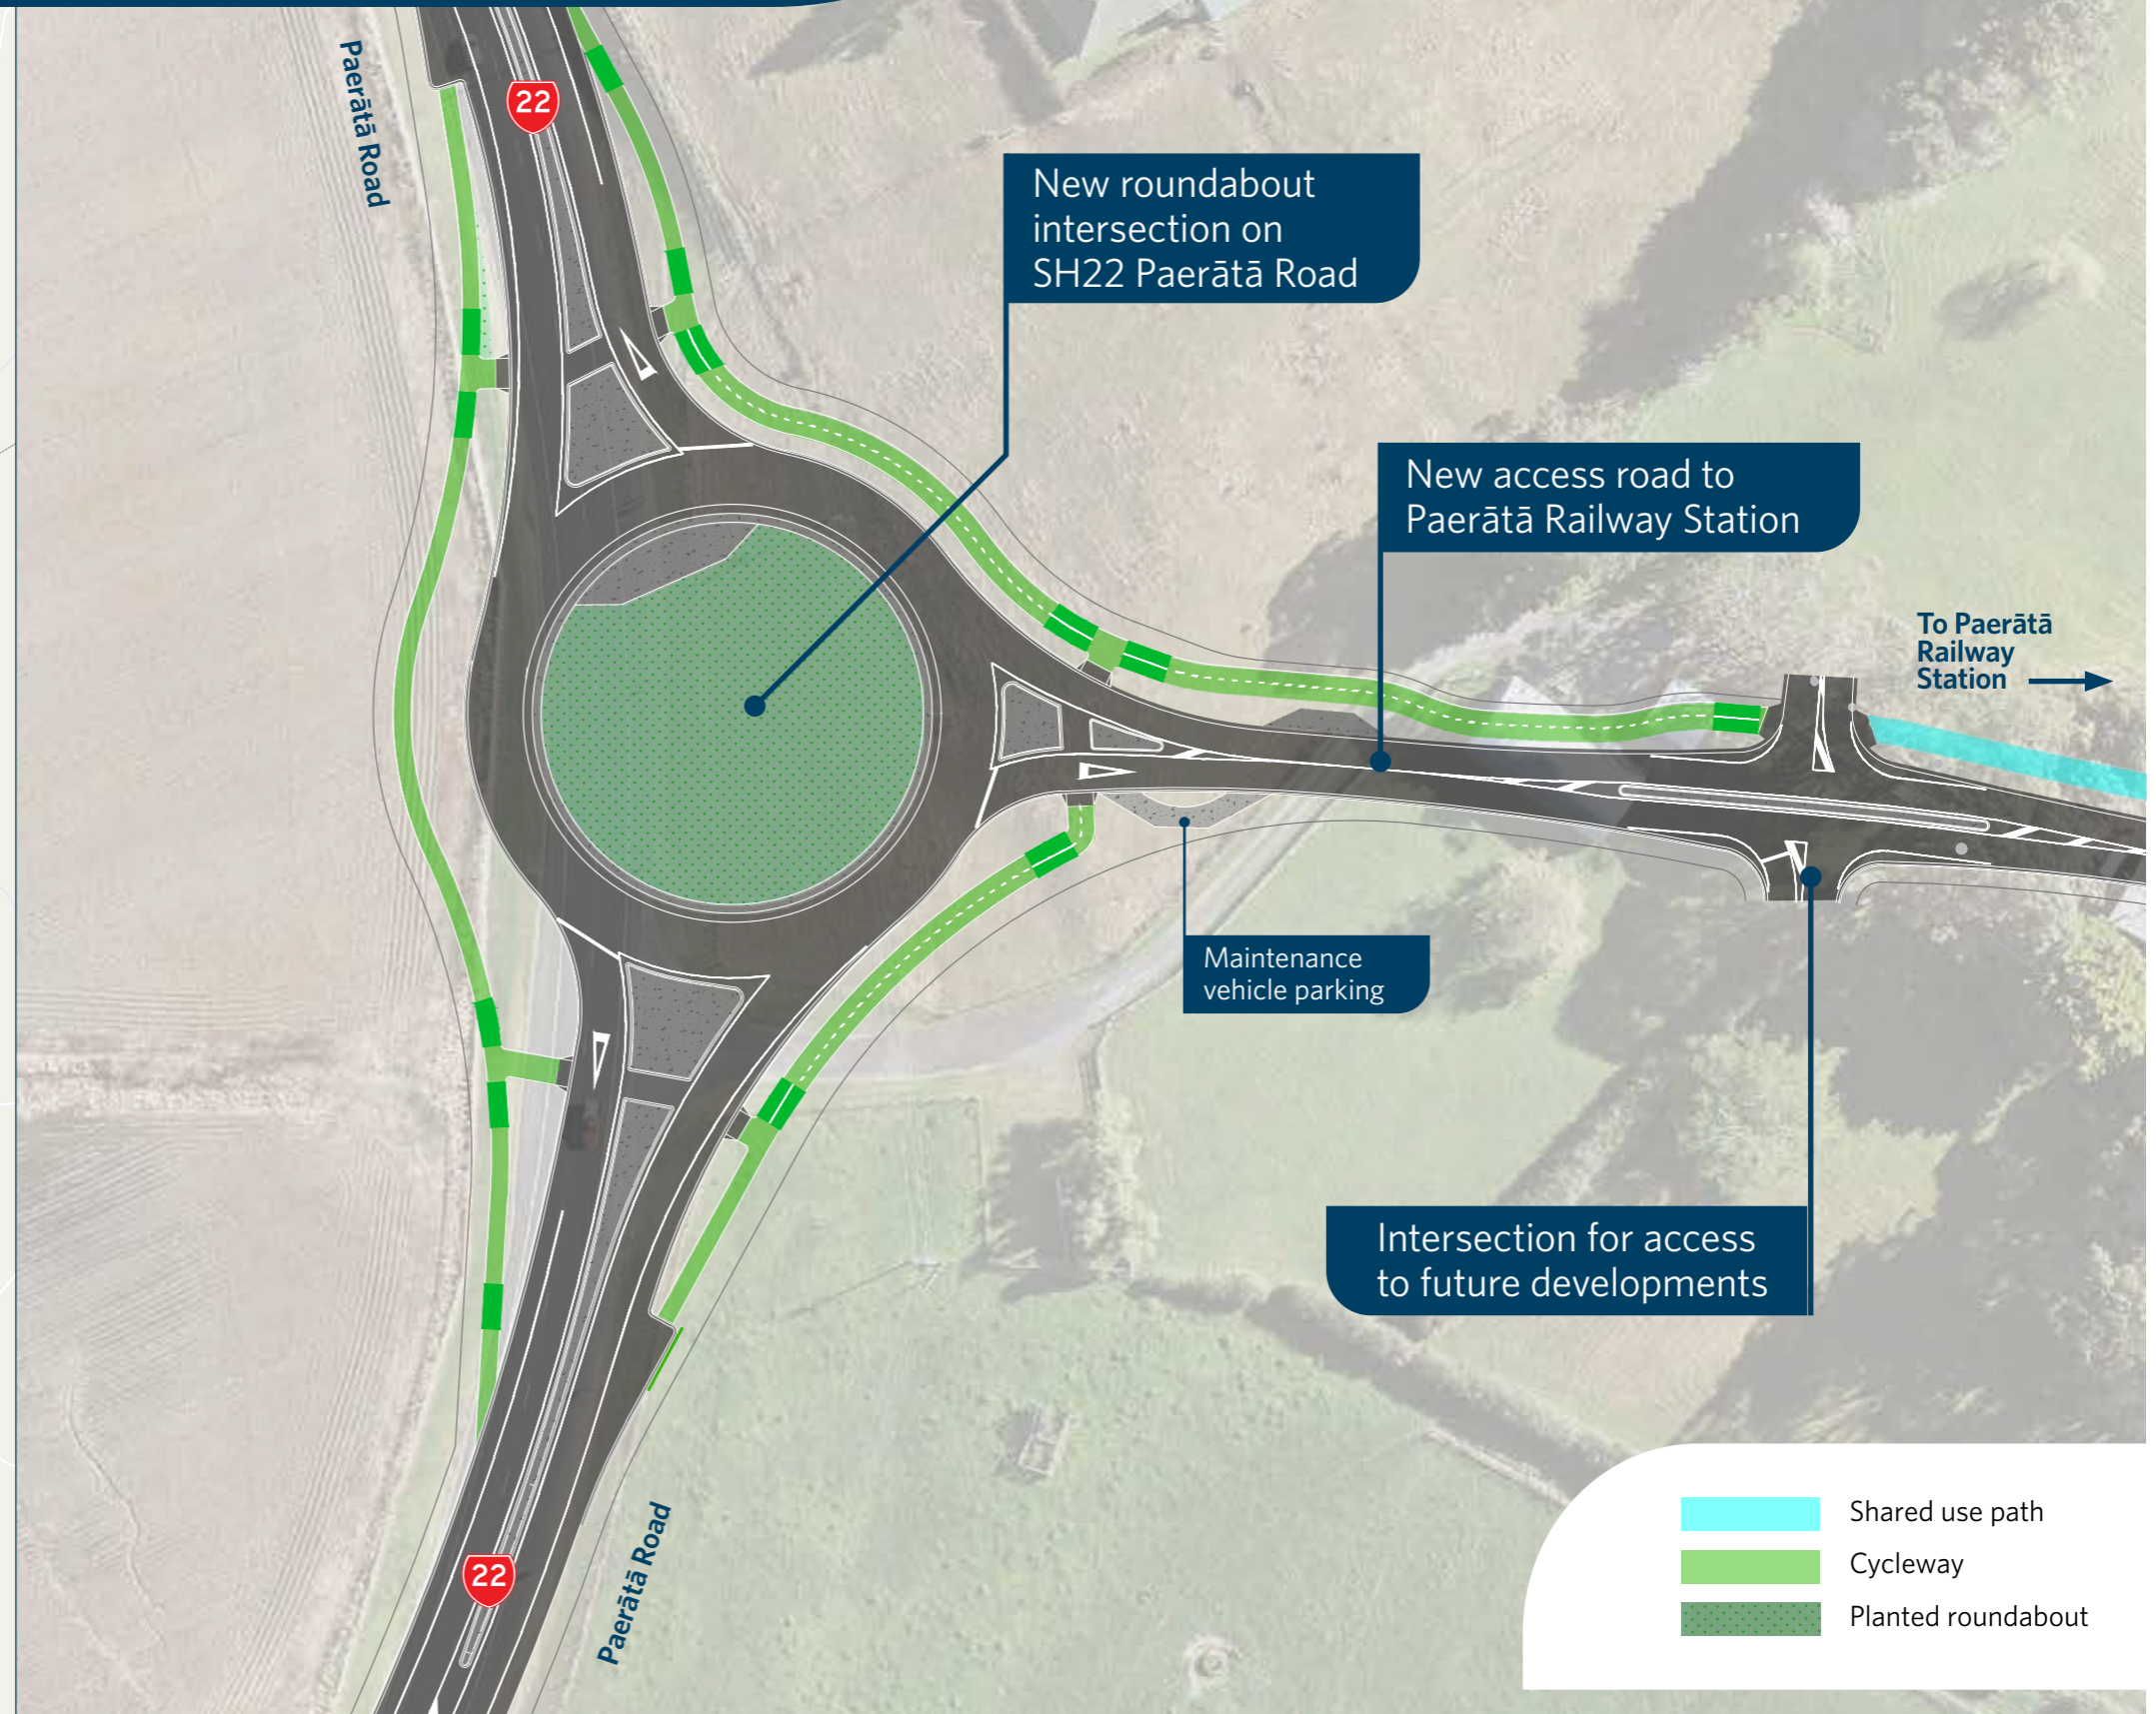 Paerātā Road
22
New roundabout
intersection on
SH22 Paerātā Road
New access road to
Paerātā Railway Station
To Paerātā
Railway
Station
Maintenance
vehicle parking
Intersection for access
to future developments
22
Paerātā Road
Shared use path
Cycleway
Planted roundabout